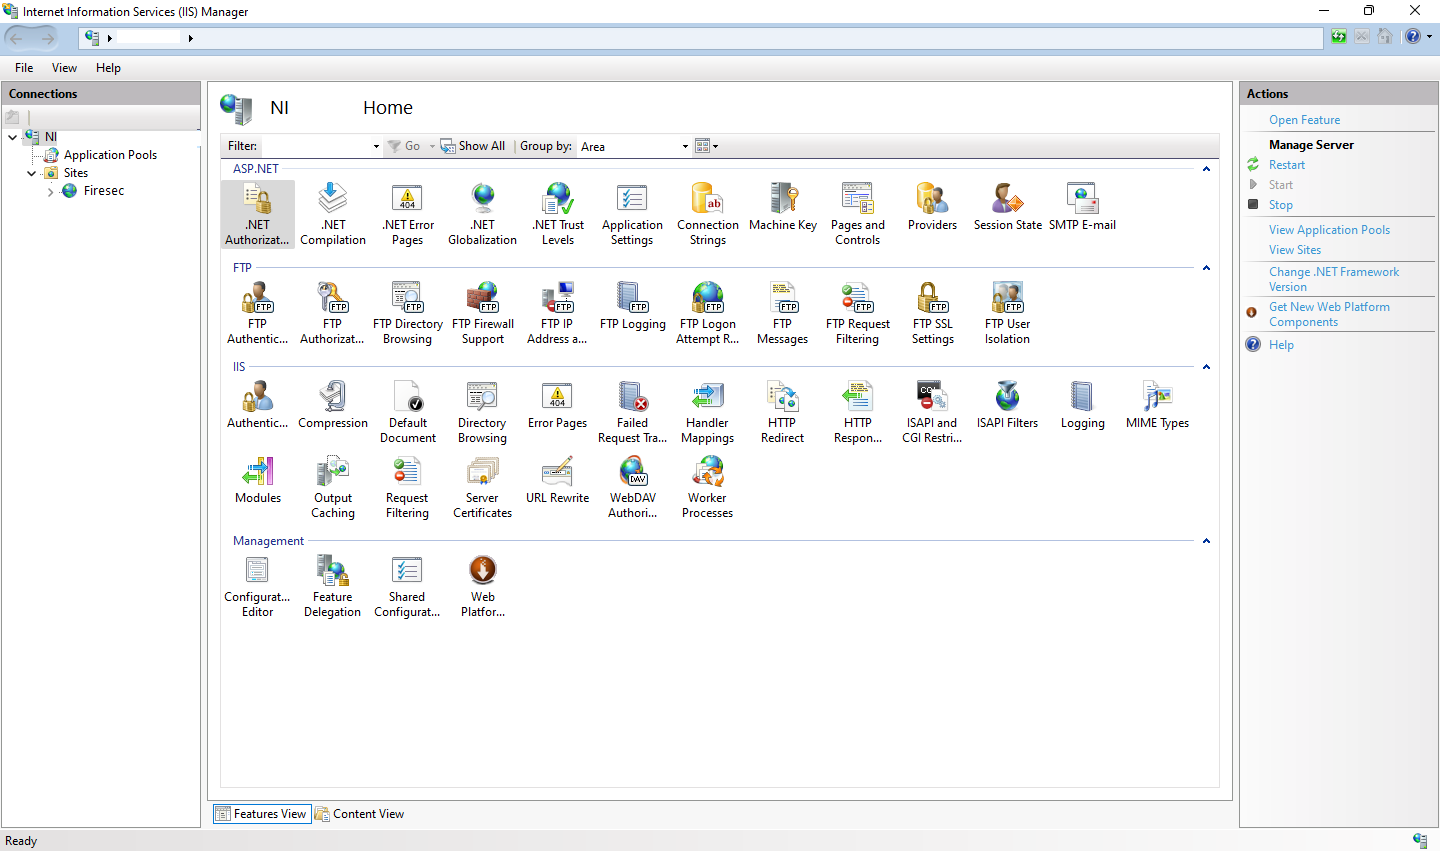 Internet Information Services (IIS) Manager
File View Help
Connections
NI
Application Pools
Sites
Firesec
NI Home
Filter: Go Show All Group by: Area
ASP.NET
.NET Authorizat...
.NET Compilation
.NET Error Pages
.NET Globalization
.NET Trust Levels
Application Settings
Connection Strings
Machine Key
Pages and Controls
Providers
Session State
SMTP E-mail
FTP
FTP Authentic...
FTP Authorizat...
FTP Directory Browsing
FTP Firewall Support
FTP IP Address a...
FTP Logging
FTP Logon Attempt R...
FTP Messages
FTP Request Filtering
FTP SSL Settings
FTP User Isolation
IIS
Authentic...
Compression
Default Document
Directory Browsing
Error Pages
Failed Request Tra...
Handler Mappings
HTTP Redirect
HTTP Respon...
ISAPI and CGI Restri...
ISAPI Filters
Logging
MIME Types
Modules
Output Caching
Request Filtering
Server Certificates
URL Rewrite
WebDAV Authori...
Worker Processes
Management
Configurat... Editor
Feature Delegation
Shared Configurat...
Web Platfor...
Features View Content View
Actions
Open Feature
Manage Server
Restart
Start
Stop
View Application Pools
View Sites
Change .NET Framework
Version
Get New Web Platform
Components
Help
Ready